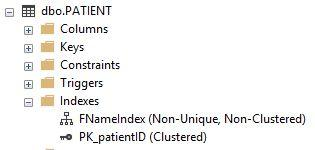 dbo.PATIENT
Columns
Keys
Constraints
Triggers
Indexes
FNameIndex (Non-Unique, Non-Clustered)
PK_patientID (Clustered)